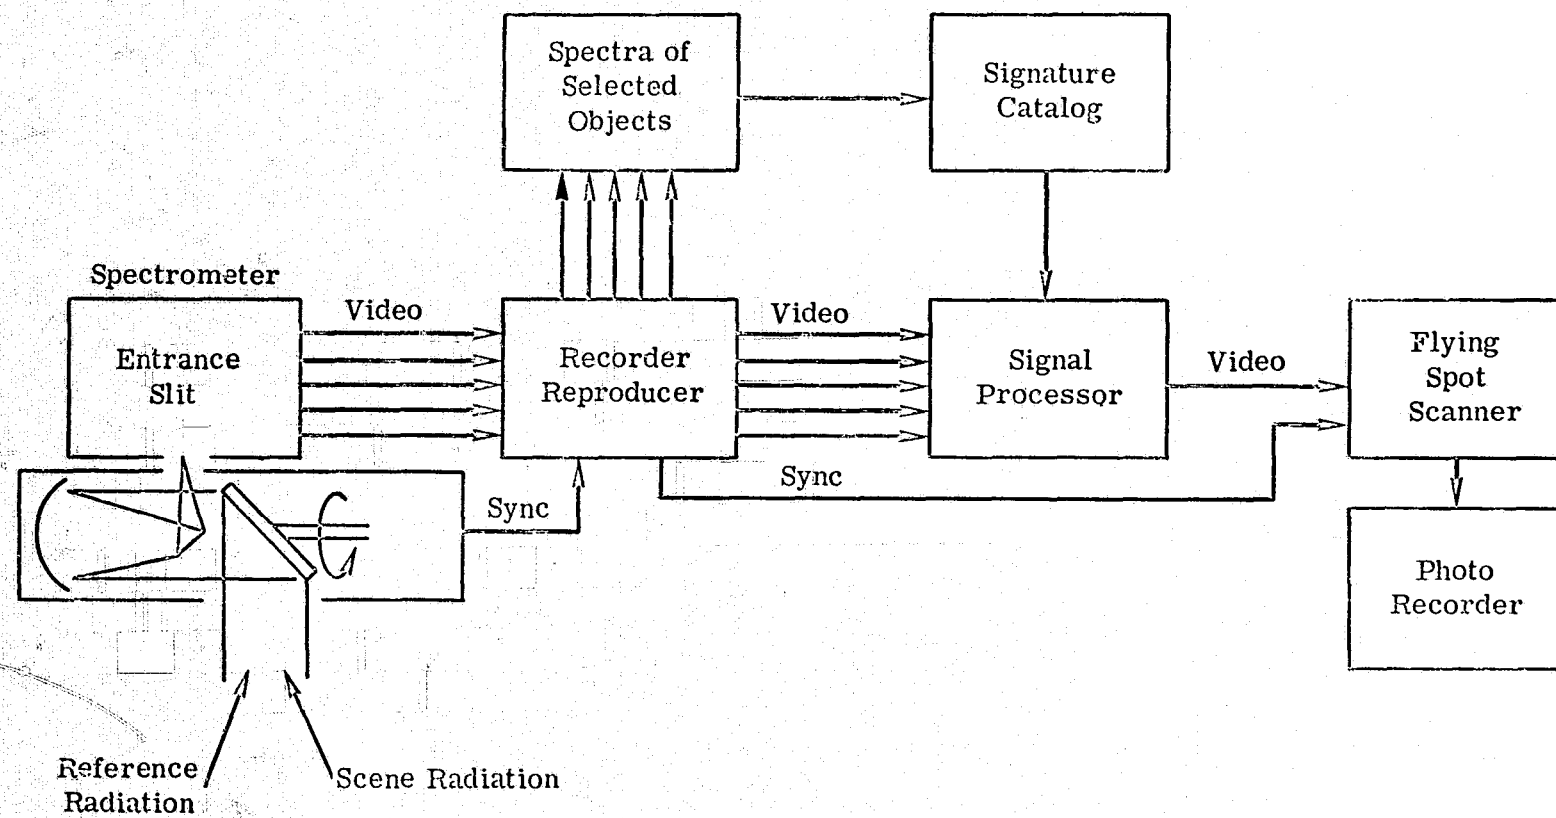 Spectra of
Selected
Objects
Signature
Catalog
Spectrometer
Entrance
Slit
Video
Recorder
Reproducer
Video
Signal
Processor
Video
Flying
Spot
Scanner
Sync
Sync
Photo
Recorder
Reference
Radiation
Scene Radiation